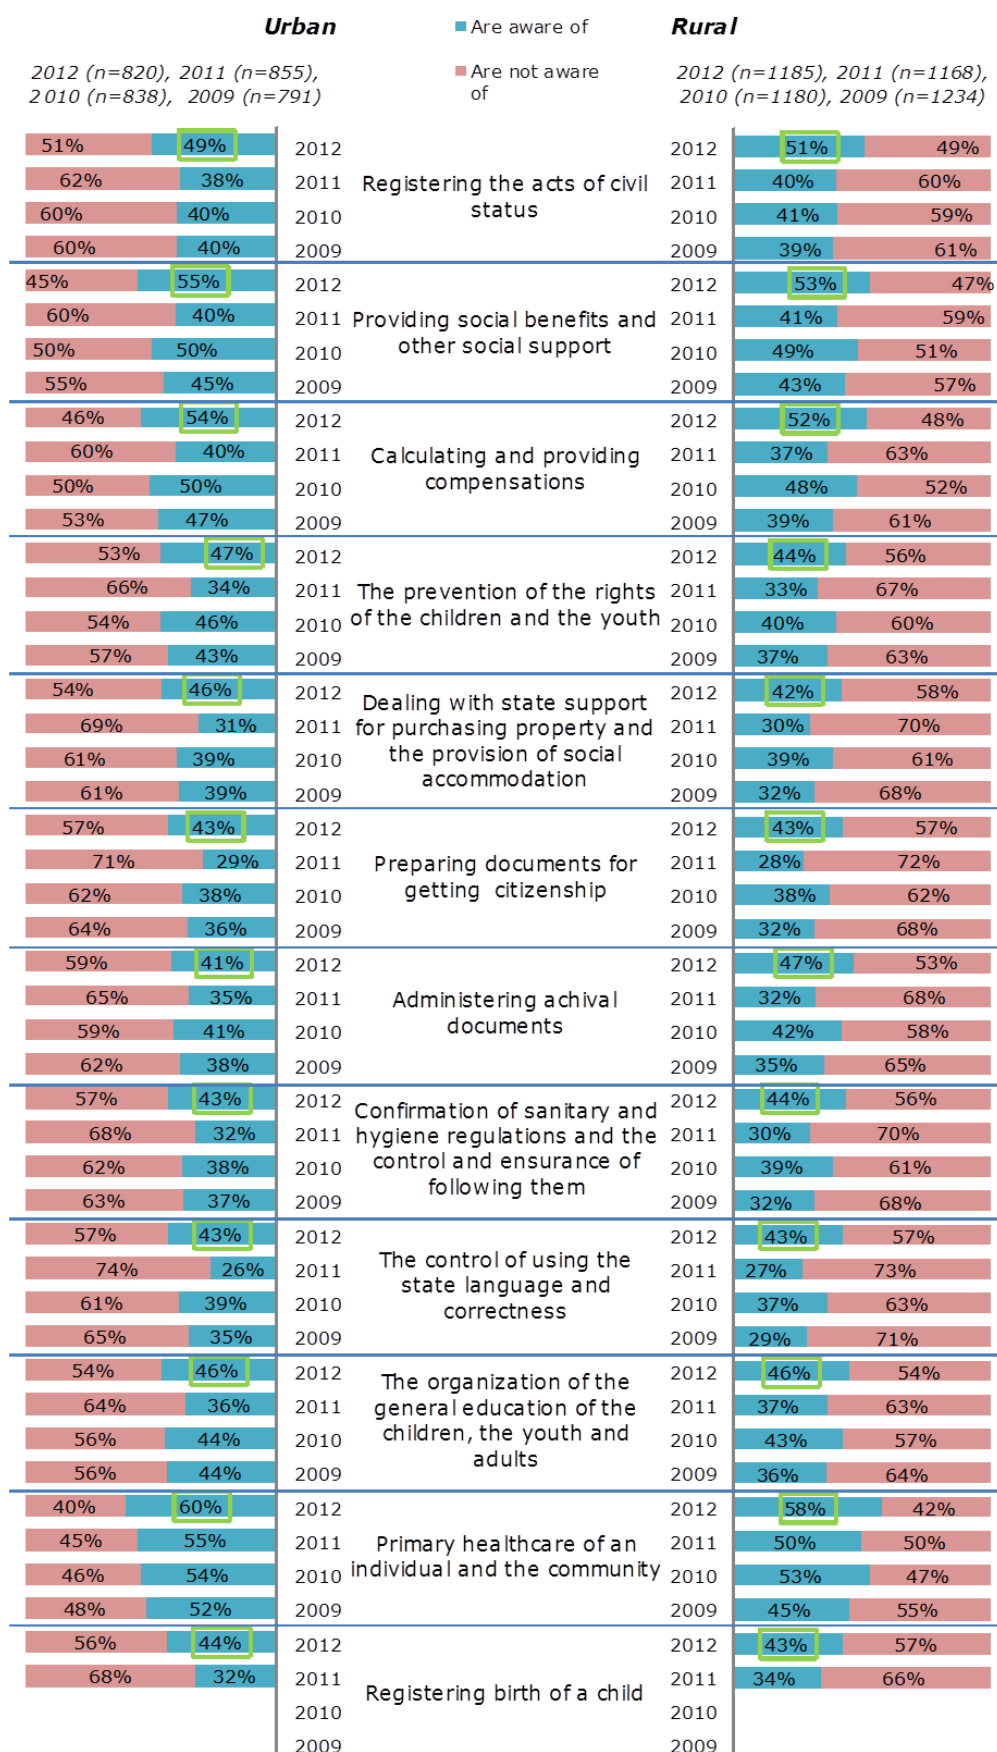 Urban
Are aware of
Rural
2012 (n=820), 2011 (n=855),
2010 (n=838), 2009 (n=791)
Are not aware
of
2012 (n=1185), 2011 (n=1168),
2010 (n=1180), 2009 (n=1234)
51% 49% 2012 2012 51% 49%
62% 38% 2011 2011 40% 60%
60% 40% 2010 2010 41% 59%
60% 40% 2009 2009 39% 61%
Registering the acts of civil
status
45% 55% 2012 2012 53% 47%
60% 40% 2011 2011 41% 59%
50% 50% 2010 2010 49% 51%
55% 45% 2009 2009 43% 57%
Providing social benefits and
other social support
46% 54% 2012 2012 52% 48%
60% 40% 2011 2011 37% 63%
50% 50% 2010 2010 48% 52%
53% 47% 2009 2009 39% 61%
Calculating and providing
compensations
53% 47% 2012 2012 44% 56%
66% 34% 2011 2011 33% 67%
54% 46% 2010 2010 40% 60%
57% 43% 2009 2009 37% 63%
The prevention of the rights
of the children and the youth
54% 46% 2012 2012 42% 58%
69% 31% 2011 2011 30% 70%
61% 39% 2010 2010 39% 61%
61% 39% 2009 2009 32% 68%
Dealing with state support
for purchasing property and
the provision of social
accommodation
57% 43% 2012 2012 43% 57%
71% 29% 2011 2011 28% 72%
62% 38% 2010 2010 38% 62%
64% 36% 2009 2009 32% 68%
Preparing documents for
getting citizenship
59% 41% 2012 2012 47% 53%
65% 35% 2011 2011 32% 68%
59% 41% 2010 2010 42% 58%
62% 38% 2009 2009 35% 65%
Administering achival
documents
57% 43% 2012 2012 44% 56%
68% 32% 2011 2011 30% 70%
62% 38% 2010 2010 39% 61%
63% 37% 2009 2009 32% 68%
Confirmation of sanitary and
hygiene regulations and the
control and ensurance of
following them
57% 43% 2012 2012 43% 57%
74% 26% 2011 2011 27% 73%
61% 39% 2010 2010 37% 63%
65% 35% 2009 2009 29% 71%
The control of using the
state language and
correctness
54% 46% 2012 2012 46% 54%
64% 36% 2011 2011 37% 63%
56% 44% 2010 2010 43% 57%
56% 44% 2009 2009 36% 64%
The organization of the
general education of the
children, the youth and
adults
40% 60% 2012 2012 58% 42%
45% 55% 2011 2011 50% 50%
46% 54% 2010 2010 53% 47%
48% 52% 2009 2009 45% 55%
Primary healthcare of an
individual and the community
56% 44% 2012 2012 43% 57%
68% 32% 2011 2011 34% 66%
2010 2010
2009 2009
Registering birth of a child